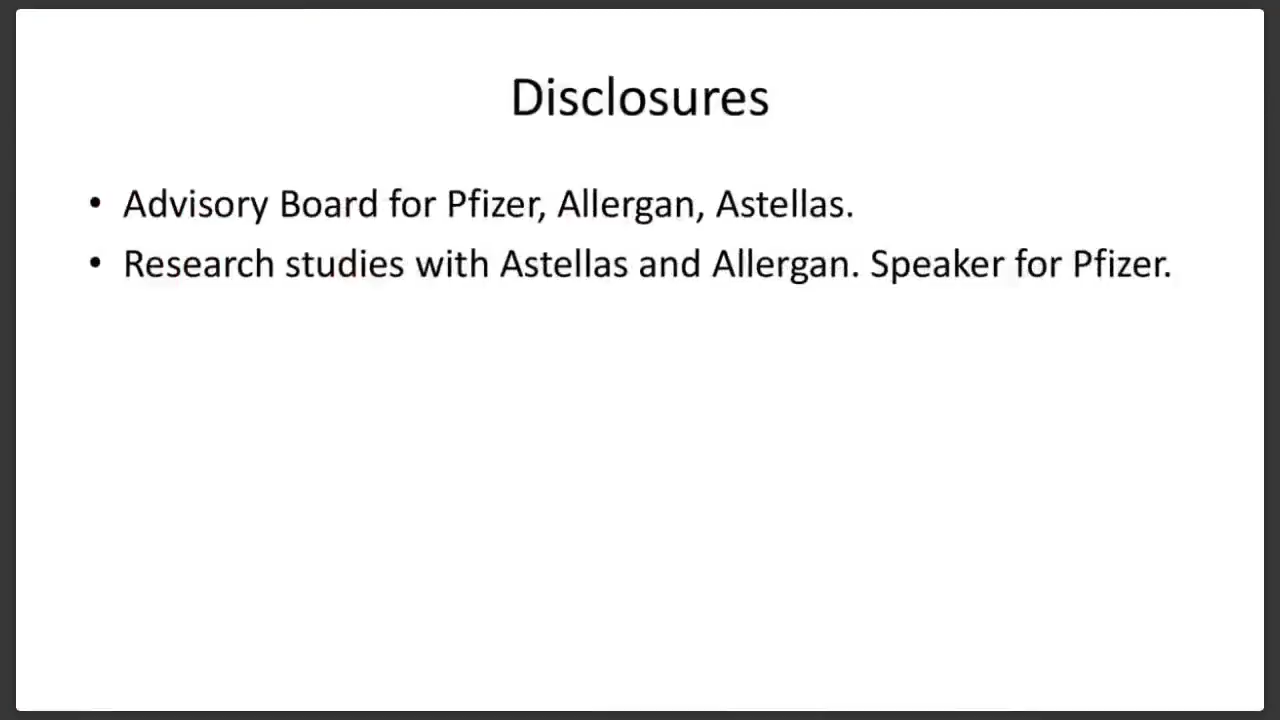 Disclosures
• Advisory Board for Pfizer, Allergan, Astellas.
• Research studies with Astellas and Allergan. Speaker for Pfizer.